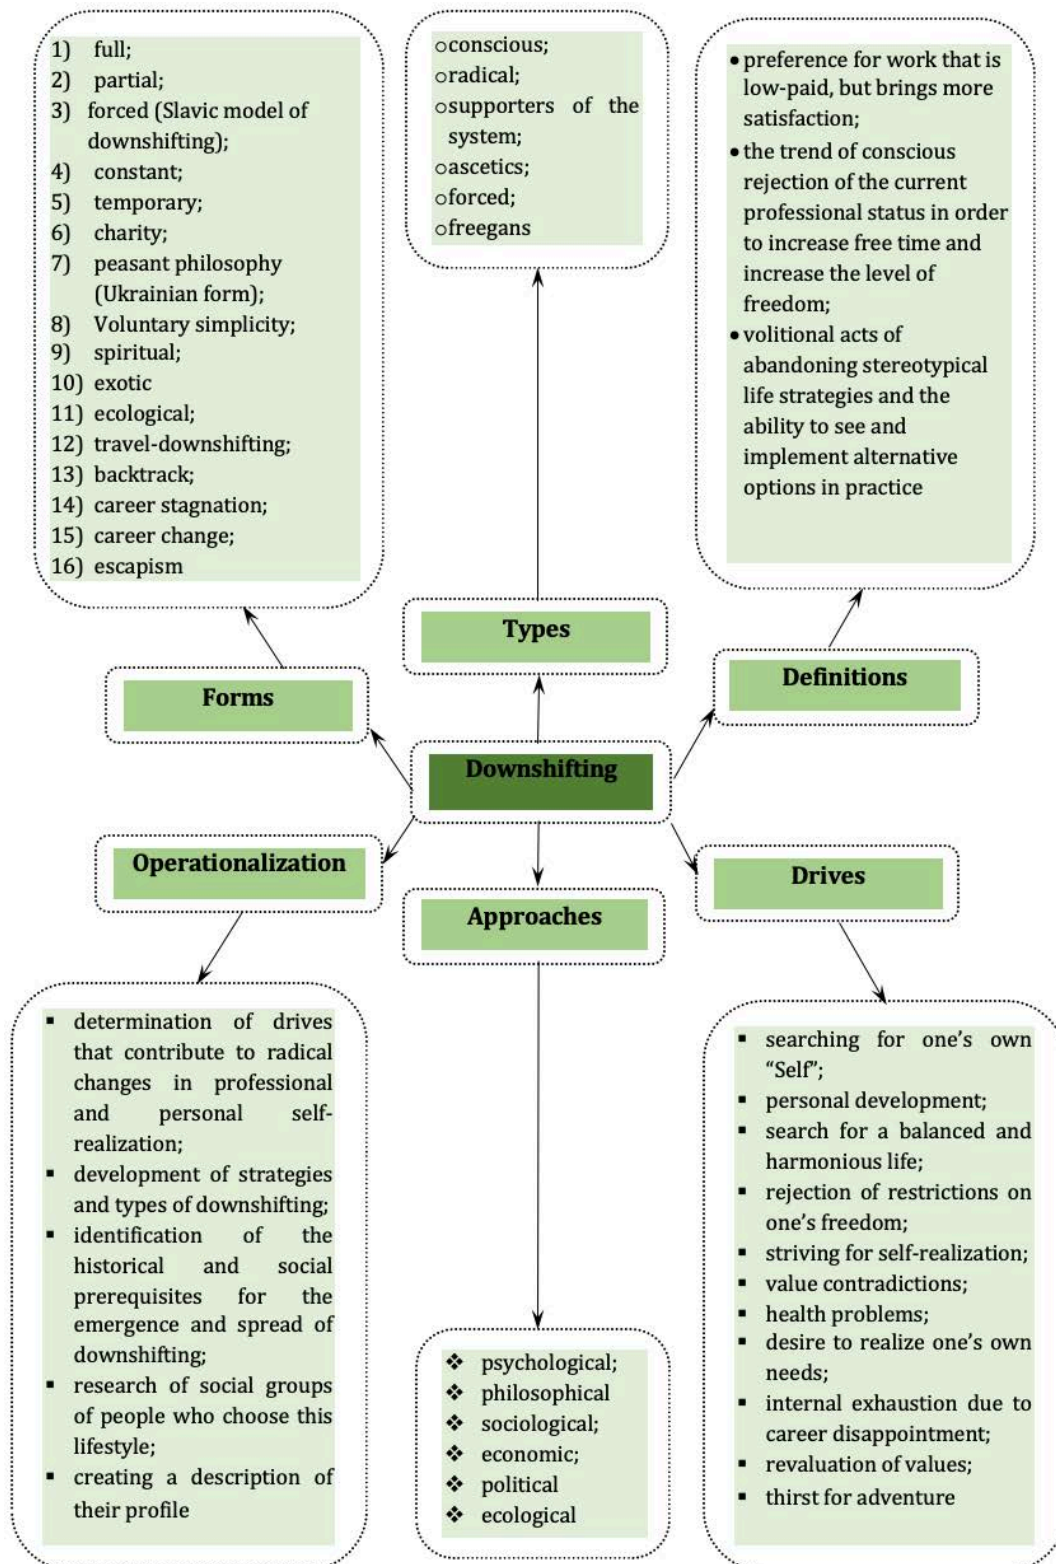 1) full;
2) partial;
3) forced (Slavic model of
downshifting);
4) constant;
5) temporary;
6) charity;
7) peasant philosophy
(Ukrainian form);
8) Voluntary simplicity;
9) spiritual;
10) exotic
11) ecological;
12) travel-downshifting;
13) backtrack;
14) career stagnation;
15) career change;
16) escapism
○conscious;
○radical;
○supporters of the
system;
○ascetics;
○forced;
○freegans
• preference for work that is
low-paid, but brings more
satisfaction;
• the trend of conscious
rejection of the current
professional status in order
to increase free time and
increase the level of
freedom;
• volitional acts of
abandoning stereotypical
life strategies and the
ability to see and
implement alternative
options in practice
Forms
Types
Definitions
Downshifting
Operationalization
Approaches
Drives
▪ determination of drives
that contribute to radical
changes in professional
and personal self-
realization;
▪ development of strategies
and types of downshifting;
▪ identification of the
historical and social
prerequisites for the
emergence and spread of
downshifting;
▪ research of social groups
of people who choose this
lifestyle;
▪ creating a description of
their profile
❖ psychological;
❖ philosophical
❖ sociological;
❖ economic;
❖ political
❖ ecological
▪ searching for one’s own
“Self”;
▪ personal development;
▪ search for a balanced and
harmonious life;
▪ rejection of restrictions on
one’s freedom;
▪ striving for self-realization;
▪ value contradictions;
▪ health problems;
▪ desire to realize one’s own
needs;
▪ internal exhaustion due to
career disappointment;
▪ revaluation of values;
▪ thirst for adventure